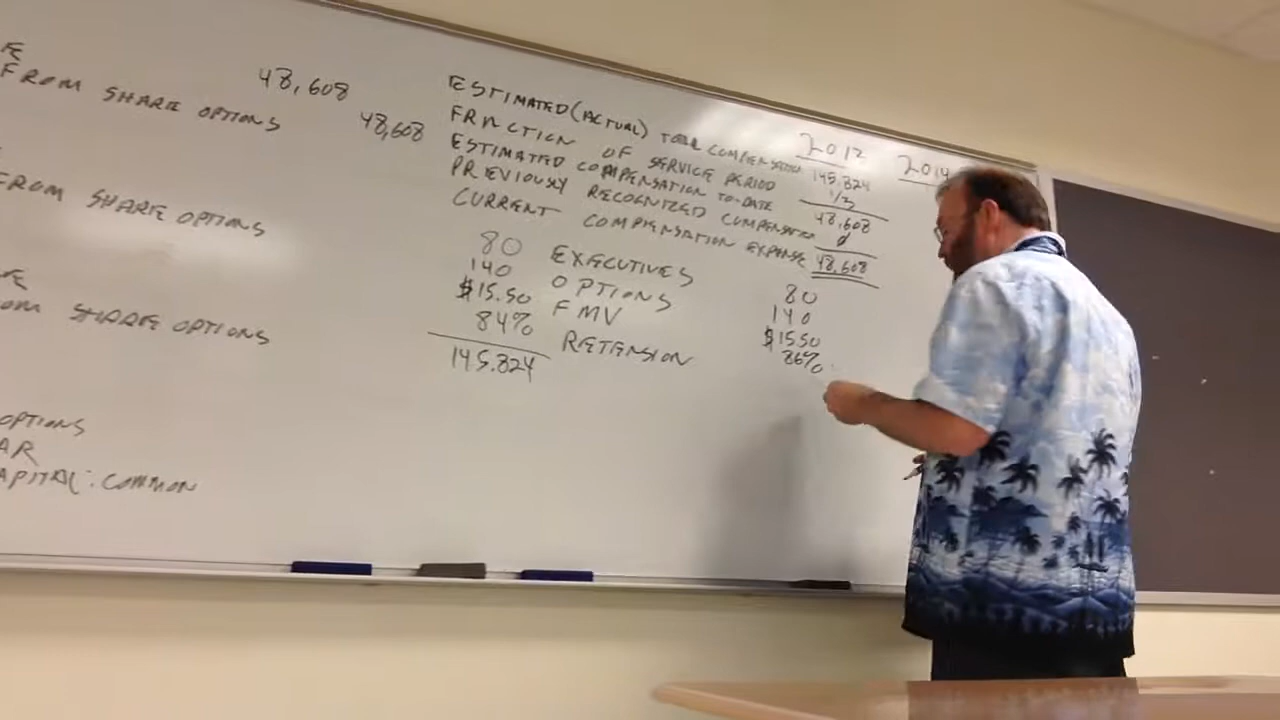 FROM SHARE OPTIONS 48,608
48,608
FROM SHARE OPTIONS
SHARE OPTIONS
OPTIONS
CAPITAL: COMMON
2012 2014
ESTIMATED (ACTUAL) TOTAL COMPENSATION 145.824
FRACTION OF SERVICE PERIOD 1/3
ESTIMATED COMPENSATION TO-DATE 48,608
PREVIOUSLY RECOGNIZED COMPENSATION Ø
CURRENT COMPENSATION EXPENSE 48,608
80 EXECUTIVES 80
140 OPTIONS 140
$15.50 FMV $1550
84% RETENSION 86%
145.824